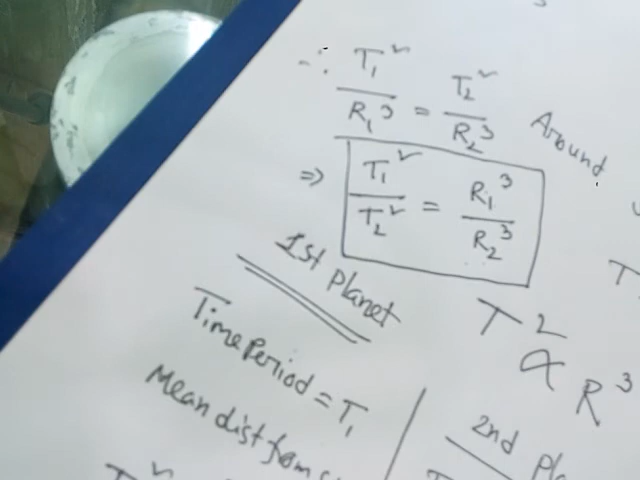 ∴ T₁²/R₁³ = T₂²/R₂³
Around
⇒ T₁²/T₂² = R₁³/R₂³
1st Planet
T² ∝ R³
Time Period = T₁
Mean dist from
2nd